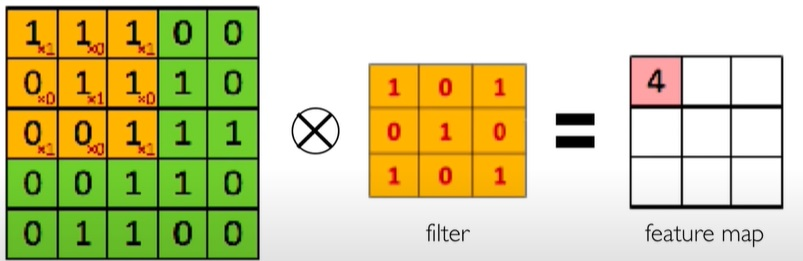 1×1 1×0 1×1 0 0
0×0 1×1 1×0 1 0
0×1 0×0 1×1 1 1
0 0 1 1 0
0 1 1 0 0
1 0 1
0 1 0
1 0 1
filter
=
4
feature map